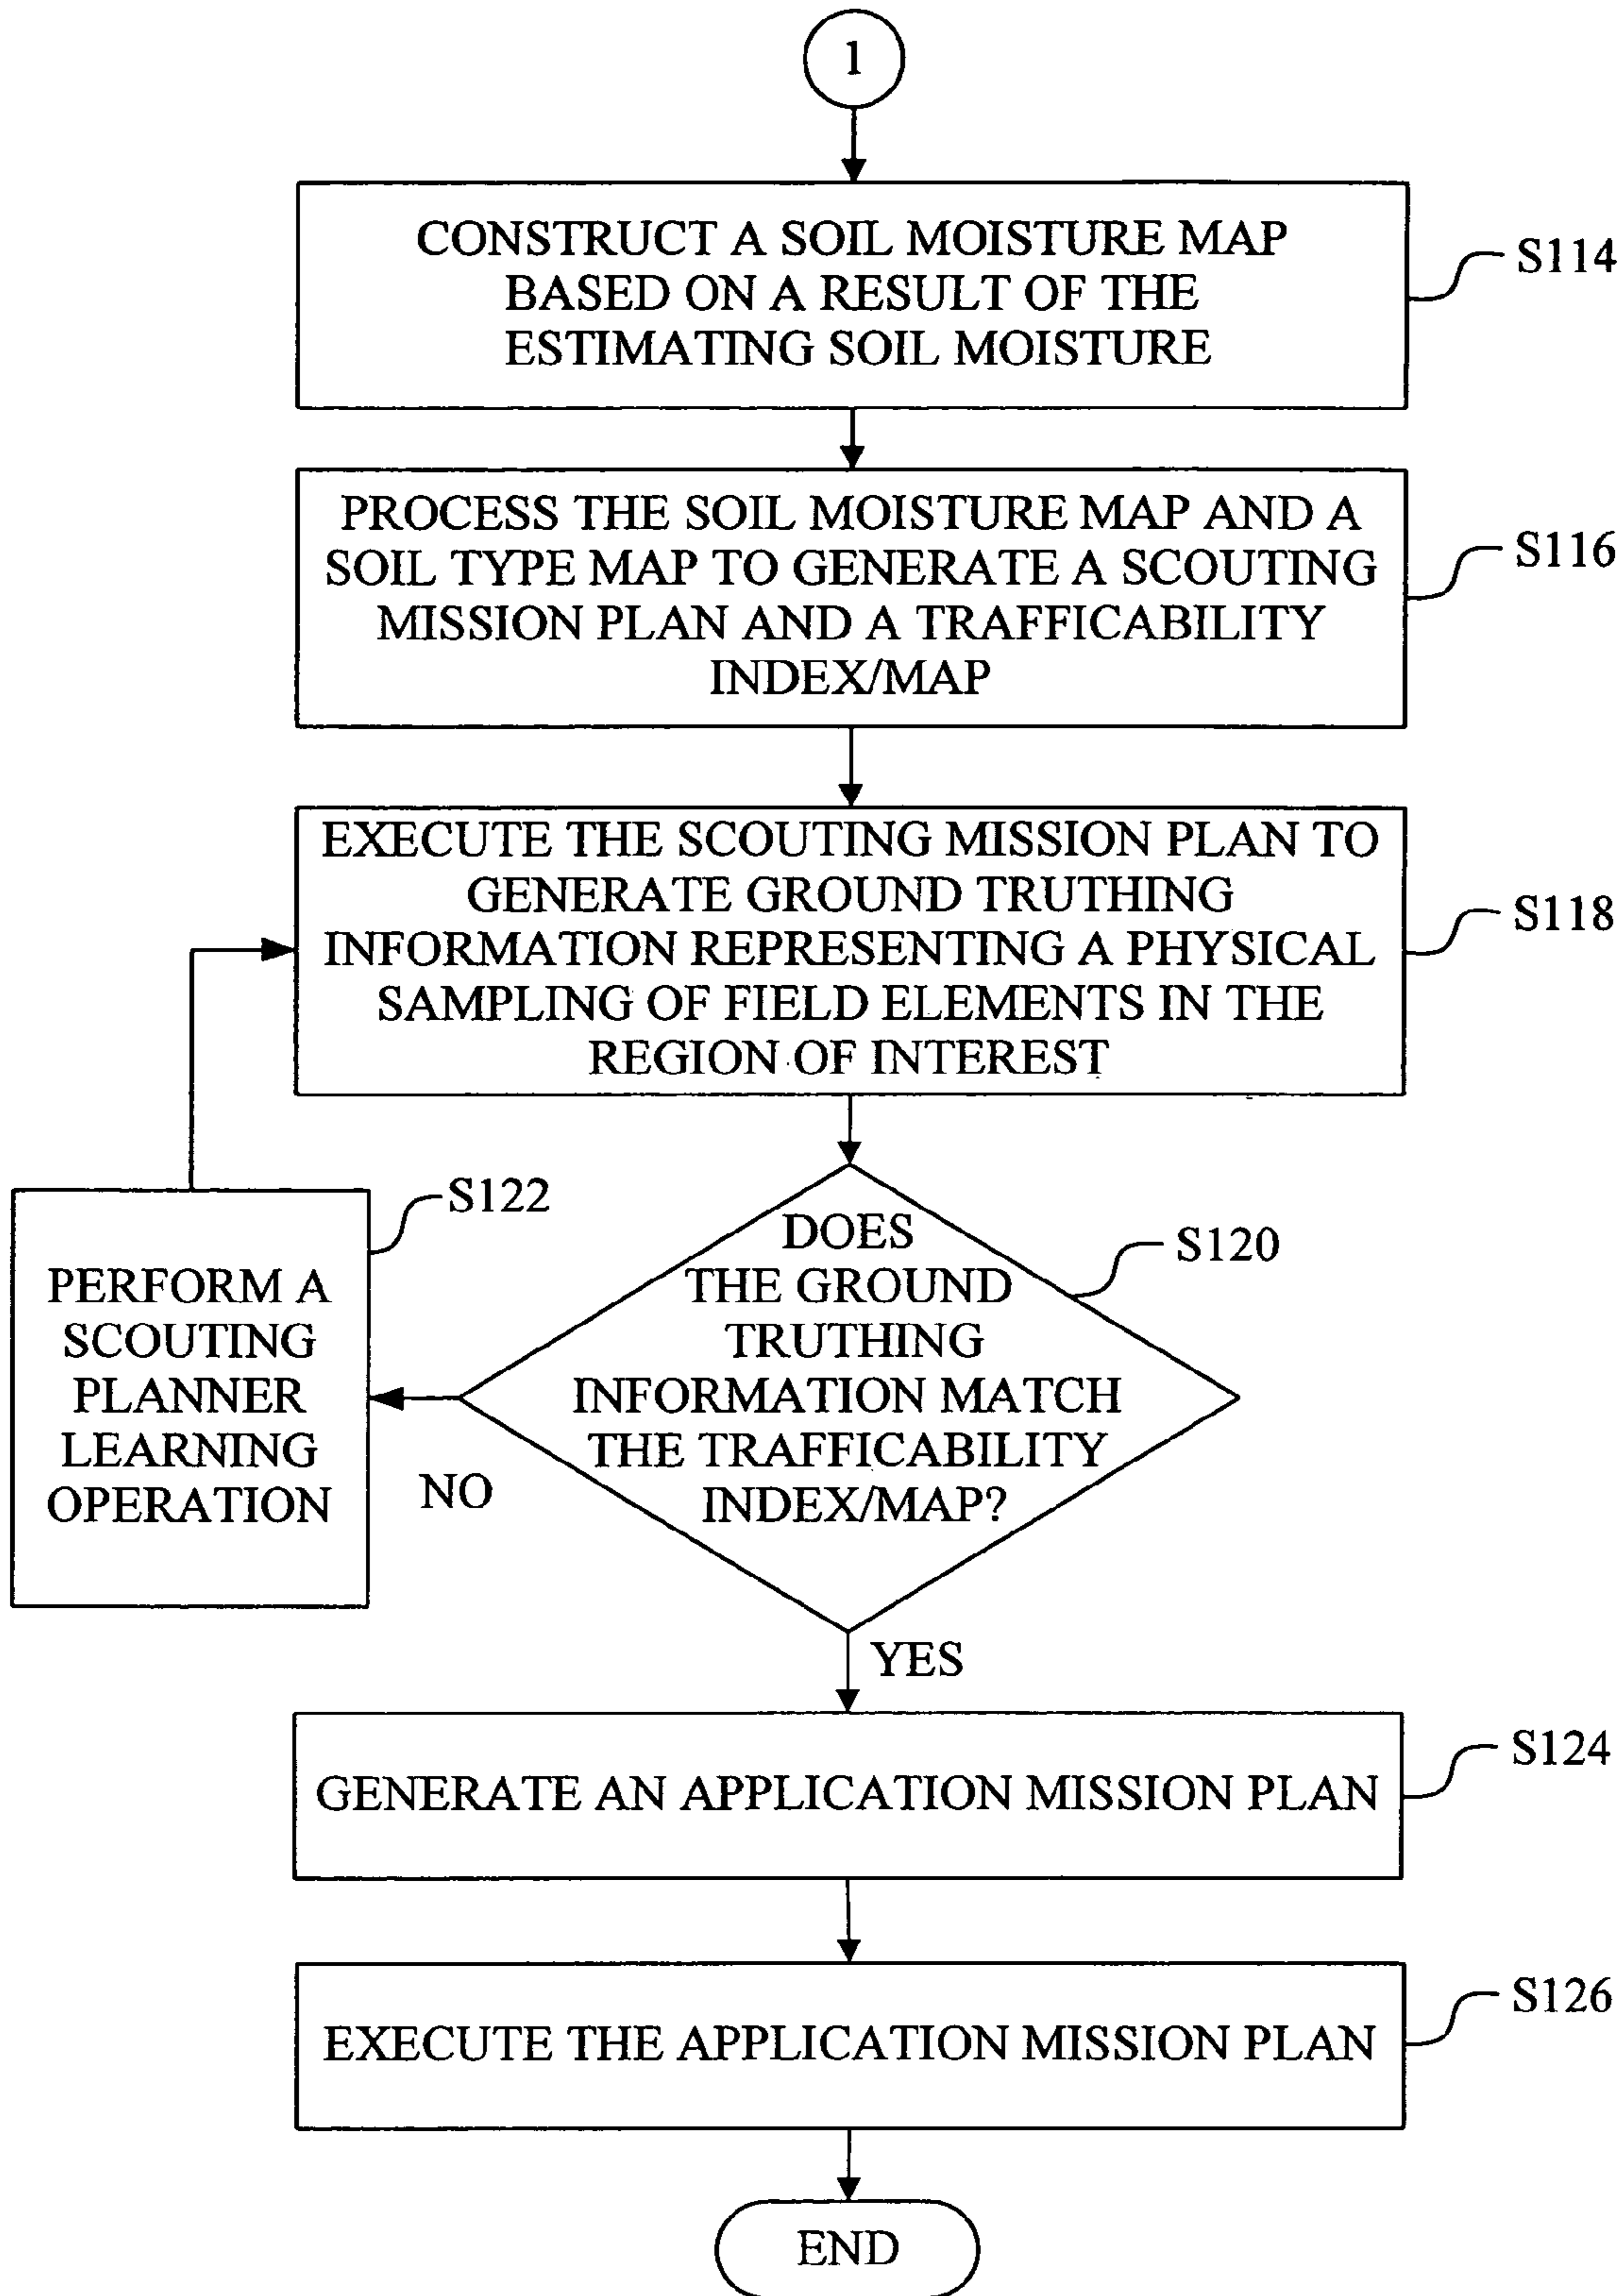 1
CONSTRUCT A SOIL MOISTURE MAP
BASED ON A RESULT OF THE
ESTIMATING SOIL MOISTURE
S114
PROCESS THE SOIL MOISTURE MAP AND A
SOIL TYPE MAP TO GENERATE A SCOUTING
MISSION PLAN AND A TRAFFICABILITY
INDEX/MAP
S116
EXECUTE THE SCOUTING MISSION PLAN TO
GENERATE GROUND TRUTHING
INFORMATION REPRESENTING A PHYSICAL
SAMPLING OF FIELD ELEMENTS IN THE
REGION OF INTEREST
S118
DOES
THE GROUND
TRUTHING
INFORMATION MATCH
THE TRAFFICABILITY
INDEX/MAP?
S120
NO
PERFORM A
SCOUTING
PLANNER
LEARNING
OPERATION
S122
YES
GENERATE AN APPLICATION MISSION PLAN
S124
EXECUTE THE APPLICATION MISSION PLAN
S126
END